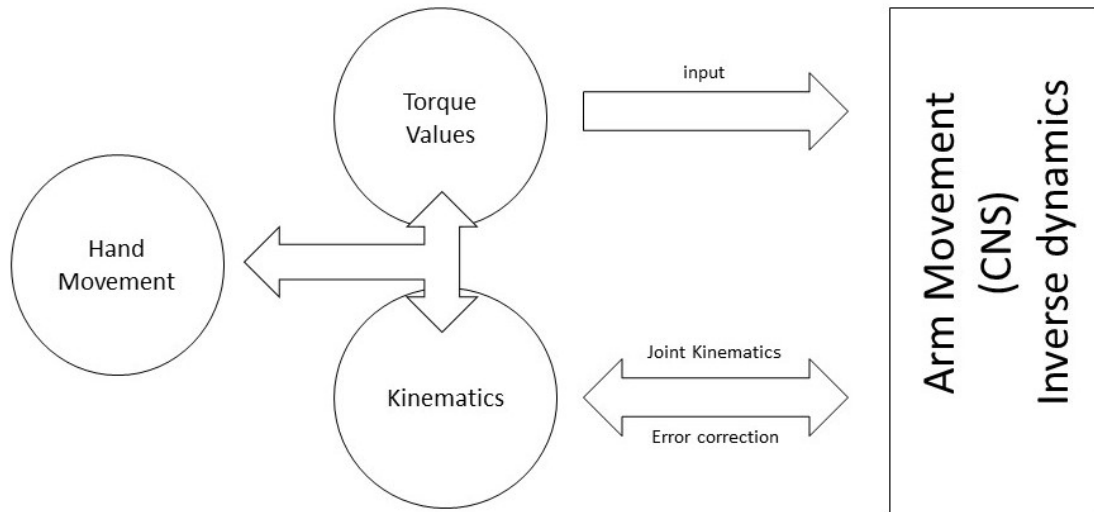 Torque
Values
input
Hand
Movement
Kinematics
Joint Kinematics
Error correction
Arm Movement
(CNS)
Inverse dynamics